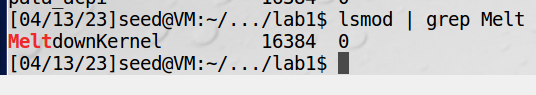 [04/13/23]seed@VM:~/.../lab1$ lsmod | grep Melt
MeltdownKernel 16384 0
[04/13/23]seed@VM:~/.../lab1$